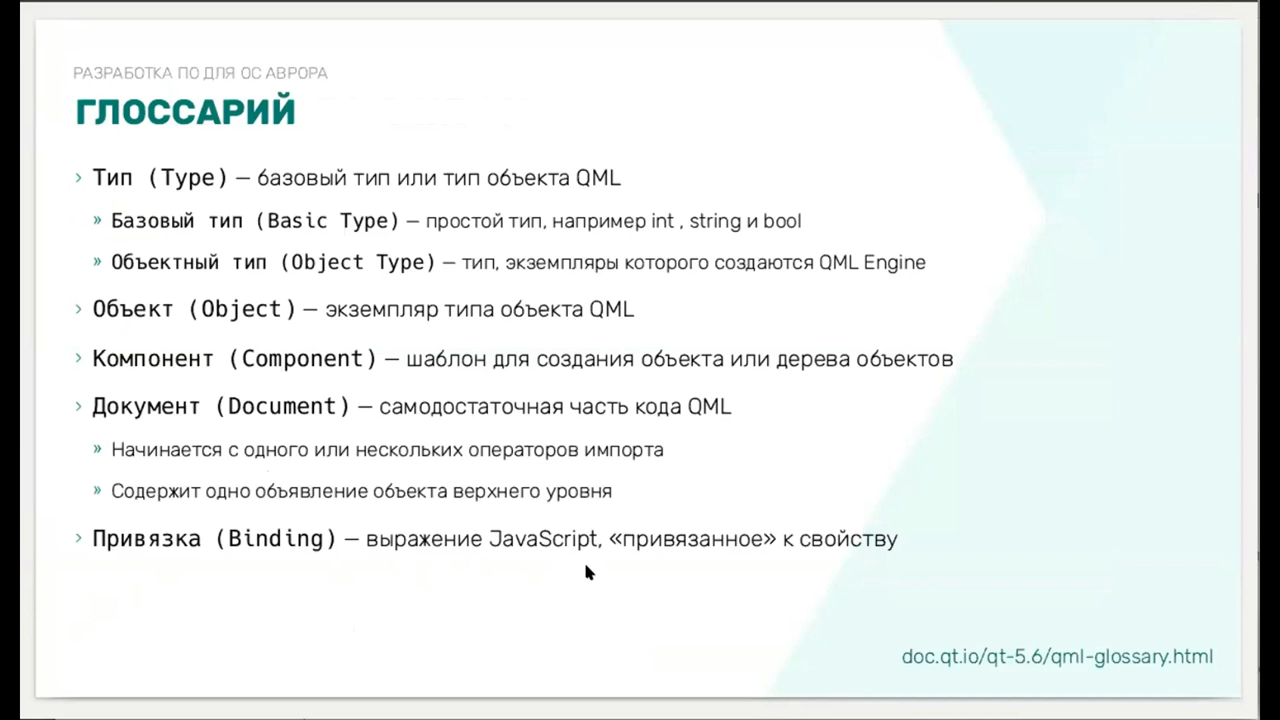 РАЗРАБОТКА ПО ДЛЯ ОС АВРОРА
ГЛОССАРИЙ
› Тип (Type) — базовый тип или тип объекта QML
» Базовый тип (Basic Type) — простой тип, например int , string и bool
» Объектный тип (Object Type) — тип, экземпляры которого создаются QML Engine
› Объект (Object) — экземпляр типа объекта QML
› Компонент (Component) — шаблон для создания объекта или дерева объектов
› Документ (Document) — самодостаточная часть кода QML
» Начинается с одного или нескольких операторов импорта
» Содержит одно объявление объекта верхнего уровня
› Привязка (Binding) — выражение JavaScript, «привязанное» к свойству
doc.qt.io/qt-5.6/qml-glossary.html